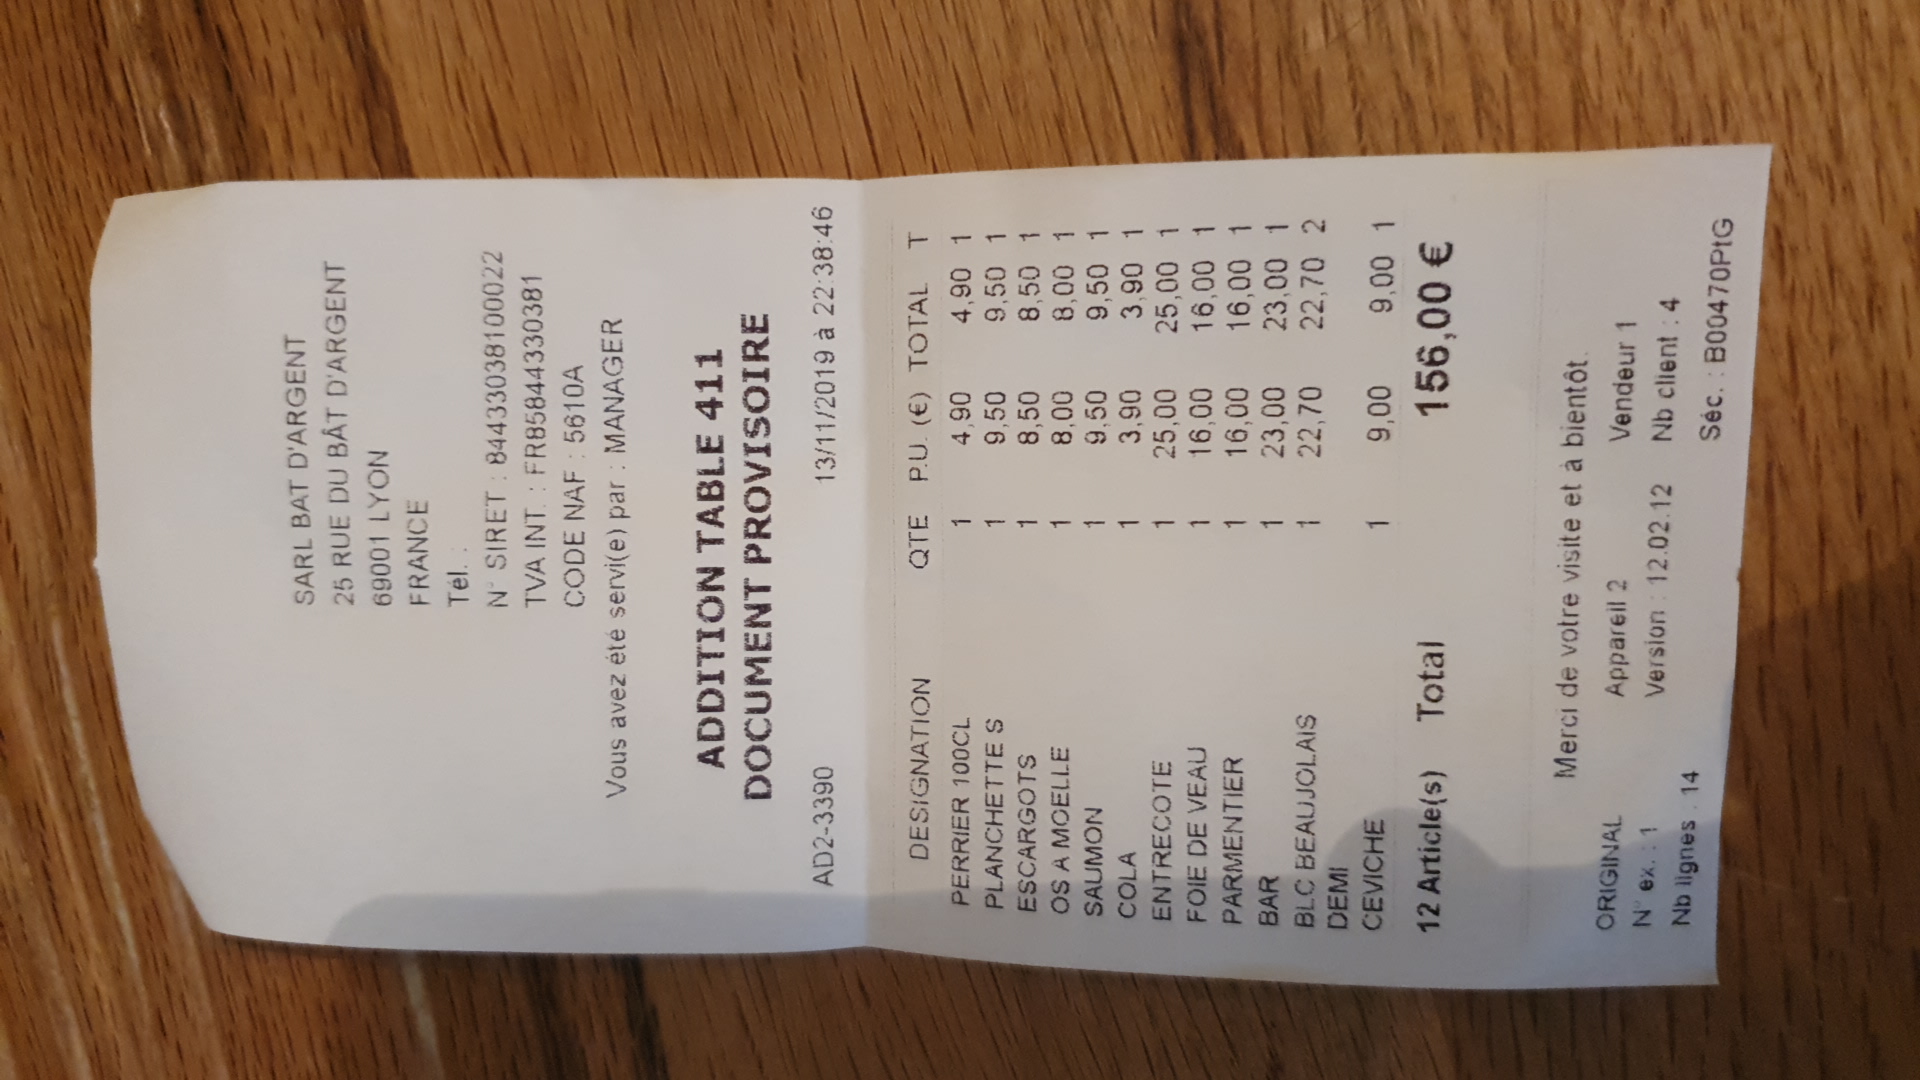 SARL BAT D'ARGENT
25 RUE DU BÂT D'ARGENT
69001 LYON
FRANCE
Tél. :
N° SIRET : 84433038100022
TVA INT. : FR85844330381
CODE NAF : 5610A
Vous avez été servi(e) par : MANAGER
ADDITION TABLE 411
DOCUMENT PROVISOIRE
AD2-3390 13/11/2019 à 22:38:46
DESIGNATION QTE P.U. (€) TOTAL T
PERRIER 100CL 1 4,90 4,90 1
PLANCHETTE S 1 9,50 9,50 1
ESCARGOTS 1 8,50 8,50 1
OS A MOELLE 1 8,00 8,00 1
SAUMON 1 9,50 9,50 1
COLA 1 3,90 3,90 1
ENTRECOTE 1 25,00 25,00 1
FOIE DE VEAU 1 16,00 16,00 1
PARMENTIER 1 16,00 16,00 1
BAR 1 23,00 23,00 1
BLC BEAUJOLAIS 1 22,70 22,70 2
DEMI
CEVICHE 1 9,00 9,00 1
12 Article(s) Total 156,00 €
Merci de votre visite et à bientôt.
ORIGINAL Appareil 2 Vendeur 1
N° ex. : 1 Version : 12.02.12 Nb client : 4
Nb lignes : 14 Séc. : B00470PtG